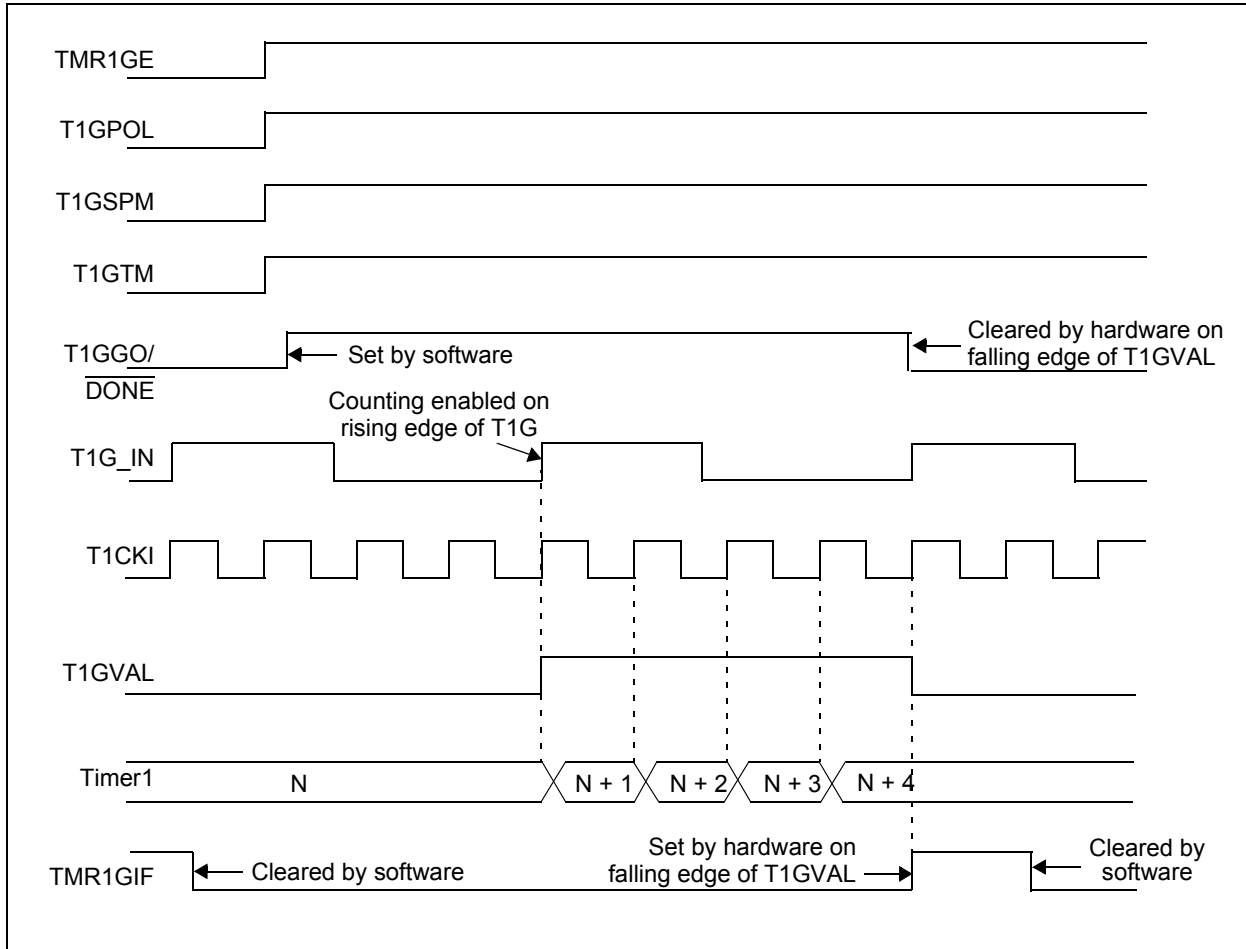 TMR1GE
T1GPOL
T1GSPM
T1GTM
T1GGO/
DONE
Set by software
Cleared by hardware on
falling edge of T1GVAL
Counting enabled on
rising edge of T1G
T1G_IN
T1CKI
T1GVAL
Timer1
N
N + 1
N + 2
N + 3
N + 4
TMR1GIF
Cleared by software
Set by hardware on
falling edge of T1GVAL
Cleared by
software